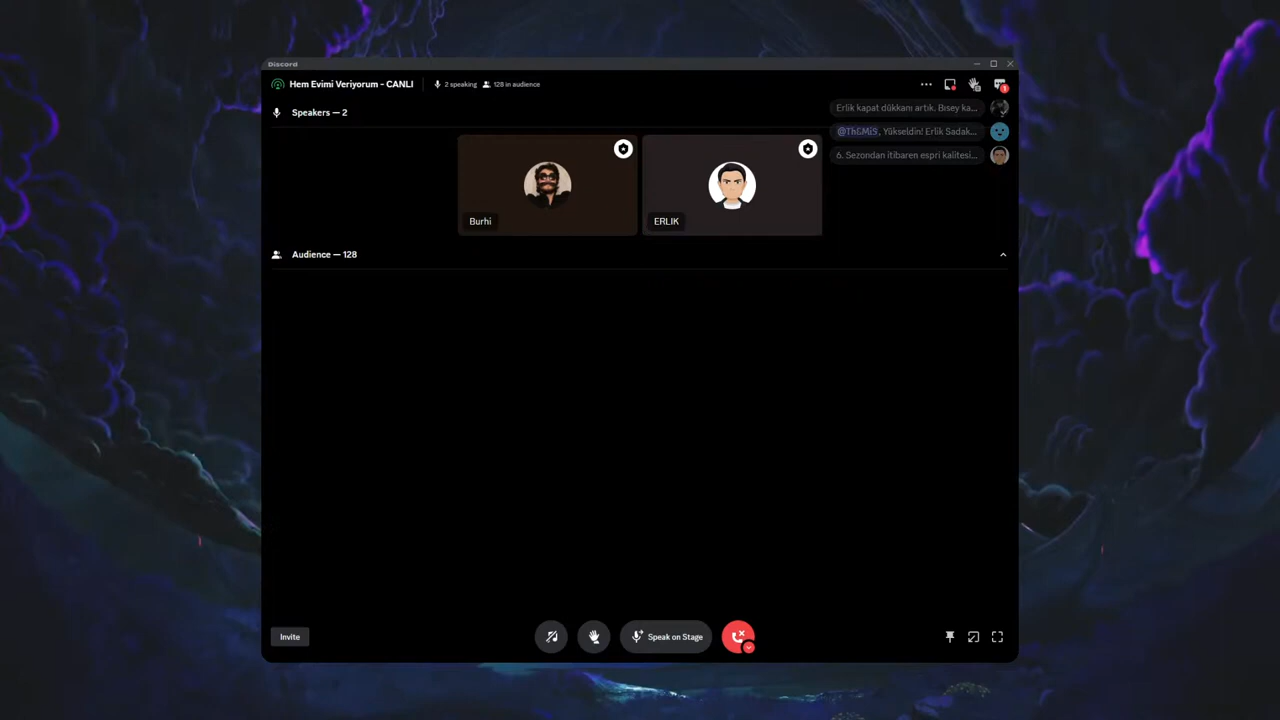 Discord
Hem Evimi Veriyorum - CANLI
2 speaking
128 in audience
1
Speakers — 2
Erlik kapat dükkanı artık. Bisey ka...
@ThEMiS, Yükseldin! Erlik Sadak...
6. Sezondan itibaren espri kalitesi...
Burhi
ERLIK
Audience — 128
Invite
Speak on Stage